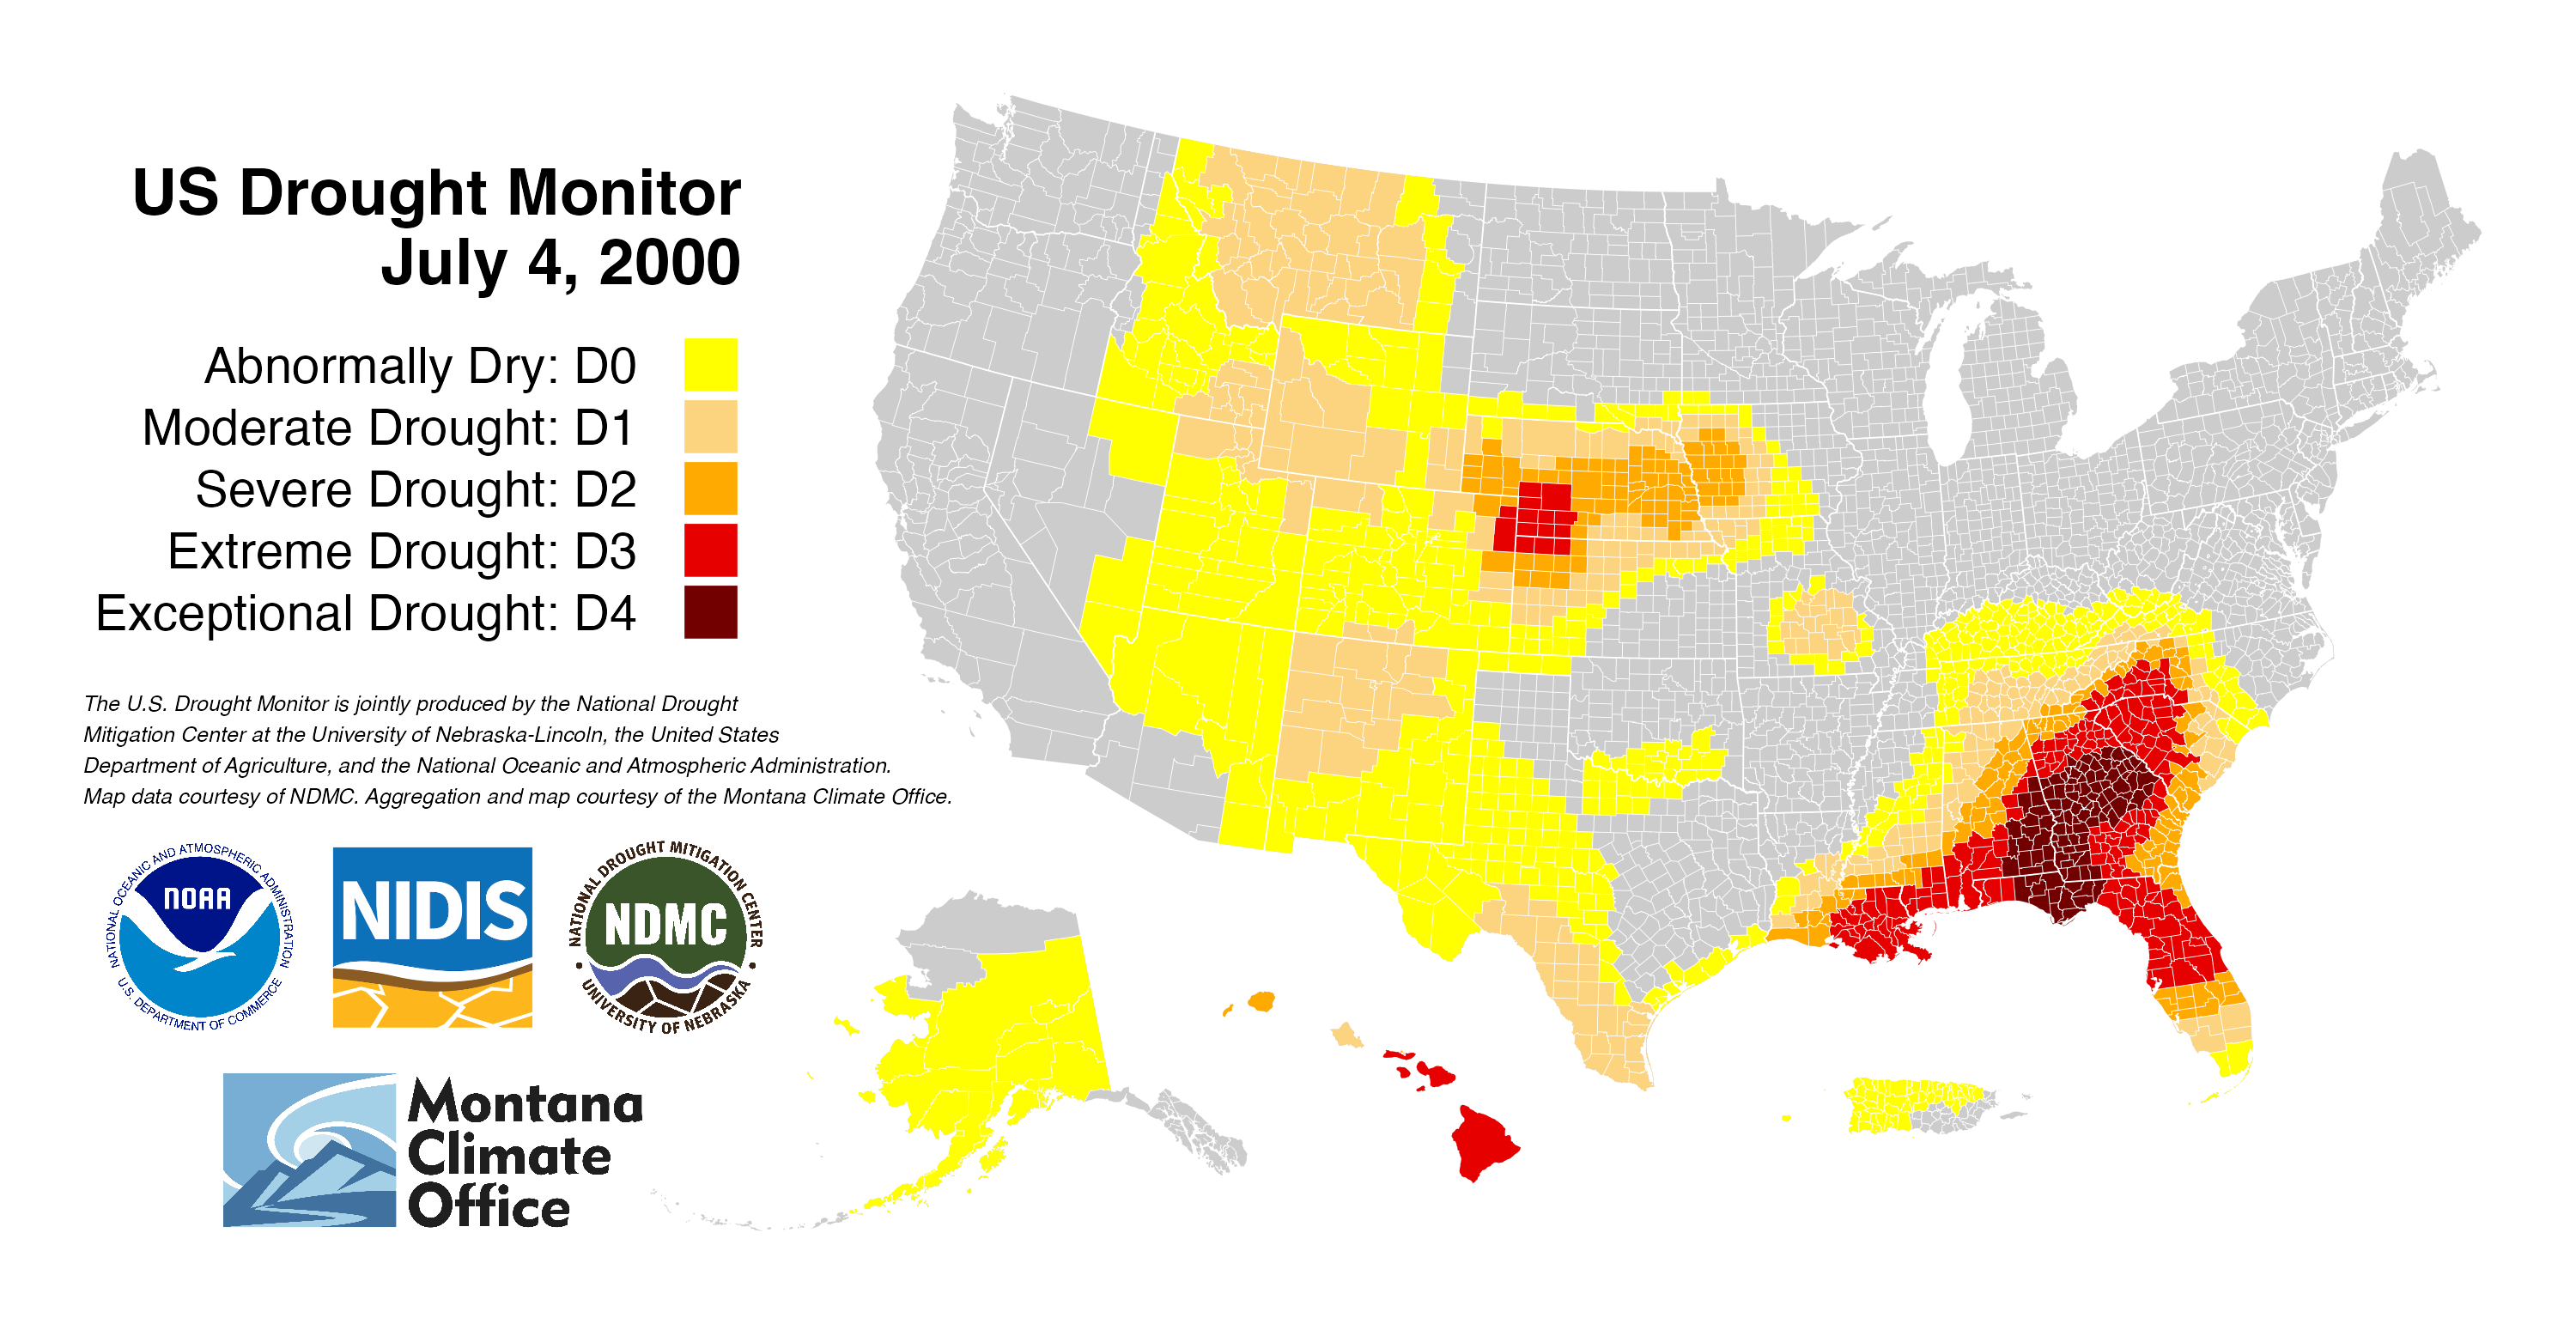 US Drought Monitor
July 4, 2000
Abnormally Dry: D0
Moderate Drought: D1
Severe Drought: D2
Extreme Drought: D3
Exceptional Drought: D4
The U.S. Drought Monitor is jointly produced by the National Drought
Mitigation Center at the University of Nebraska-Lincoln, the United States
Department of Agriculture, and the National Oceanic and Atmospheric Administration.
Map data courtesy of NDMC. Aggregation and map courtesy of the Montana Climate Office.
NATIONAL OCEANIC AND ATMOSPHERIC ADMINISTRATION
NOAA
U.S. DEPARTMENT OF COMMERCE
NIDIS
NATIONAL DROUGHT MITIGATION CENTER
NDMC
UNIVERSITY OF NEBRASKA
Montana
Climate
Office